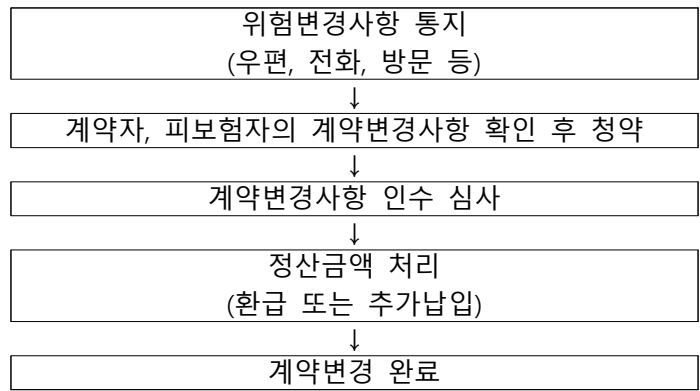 위험변경사항 통지
(우편, 전화, 방문 등)
↓
계약자, 피보험자의 계약변경사항 확인 후 청약
↓
계약변경사항 인수 심사
↓
정산금액 처리
(환급 또는 추가납입)
↓
계약변경 완료